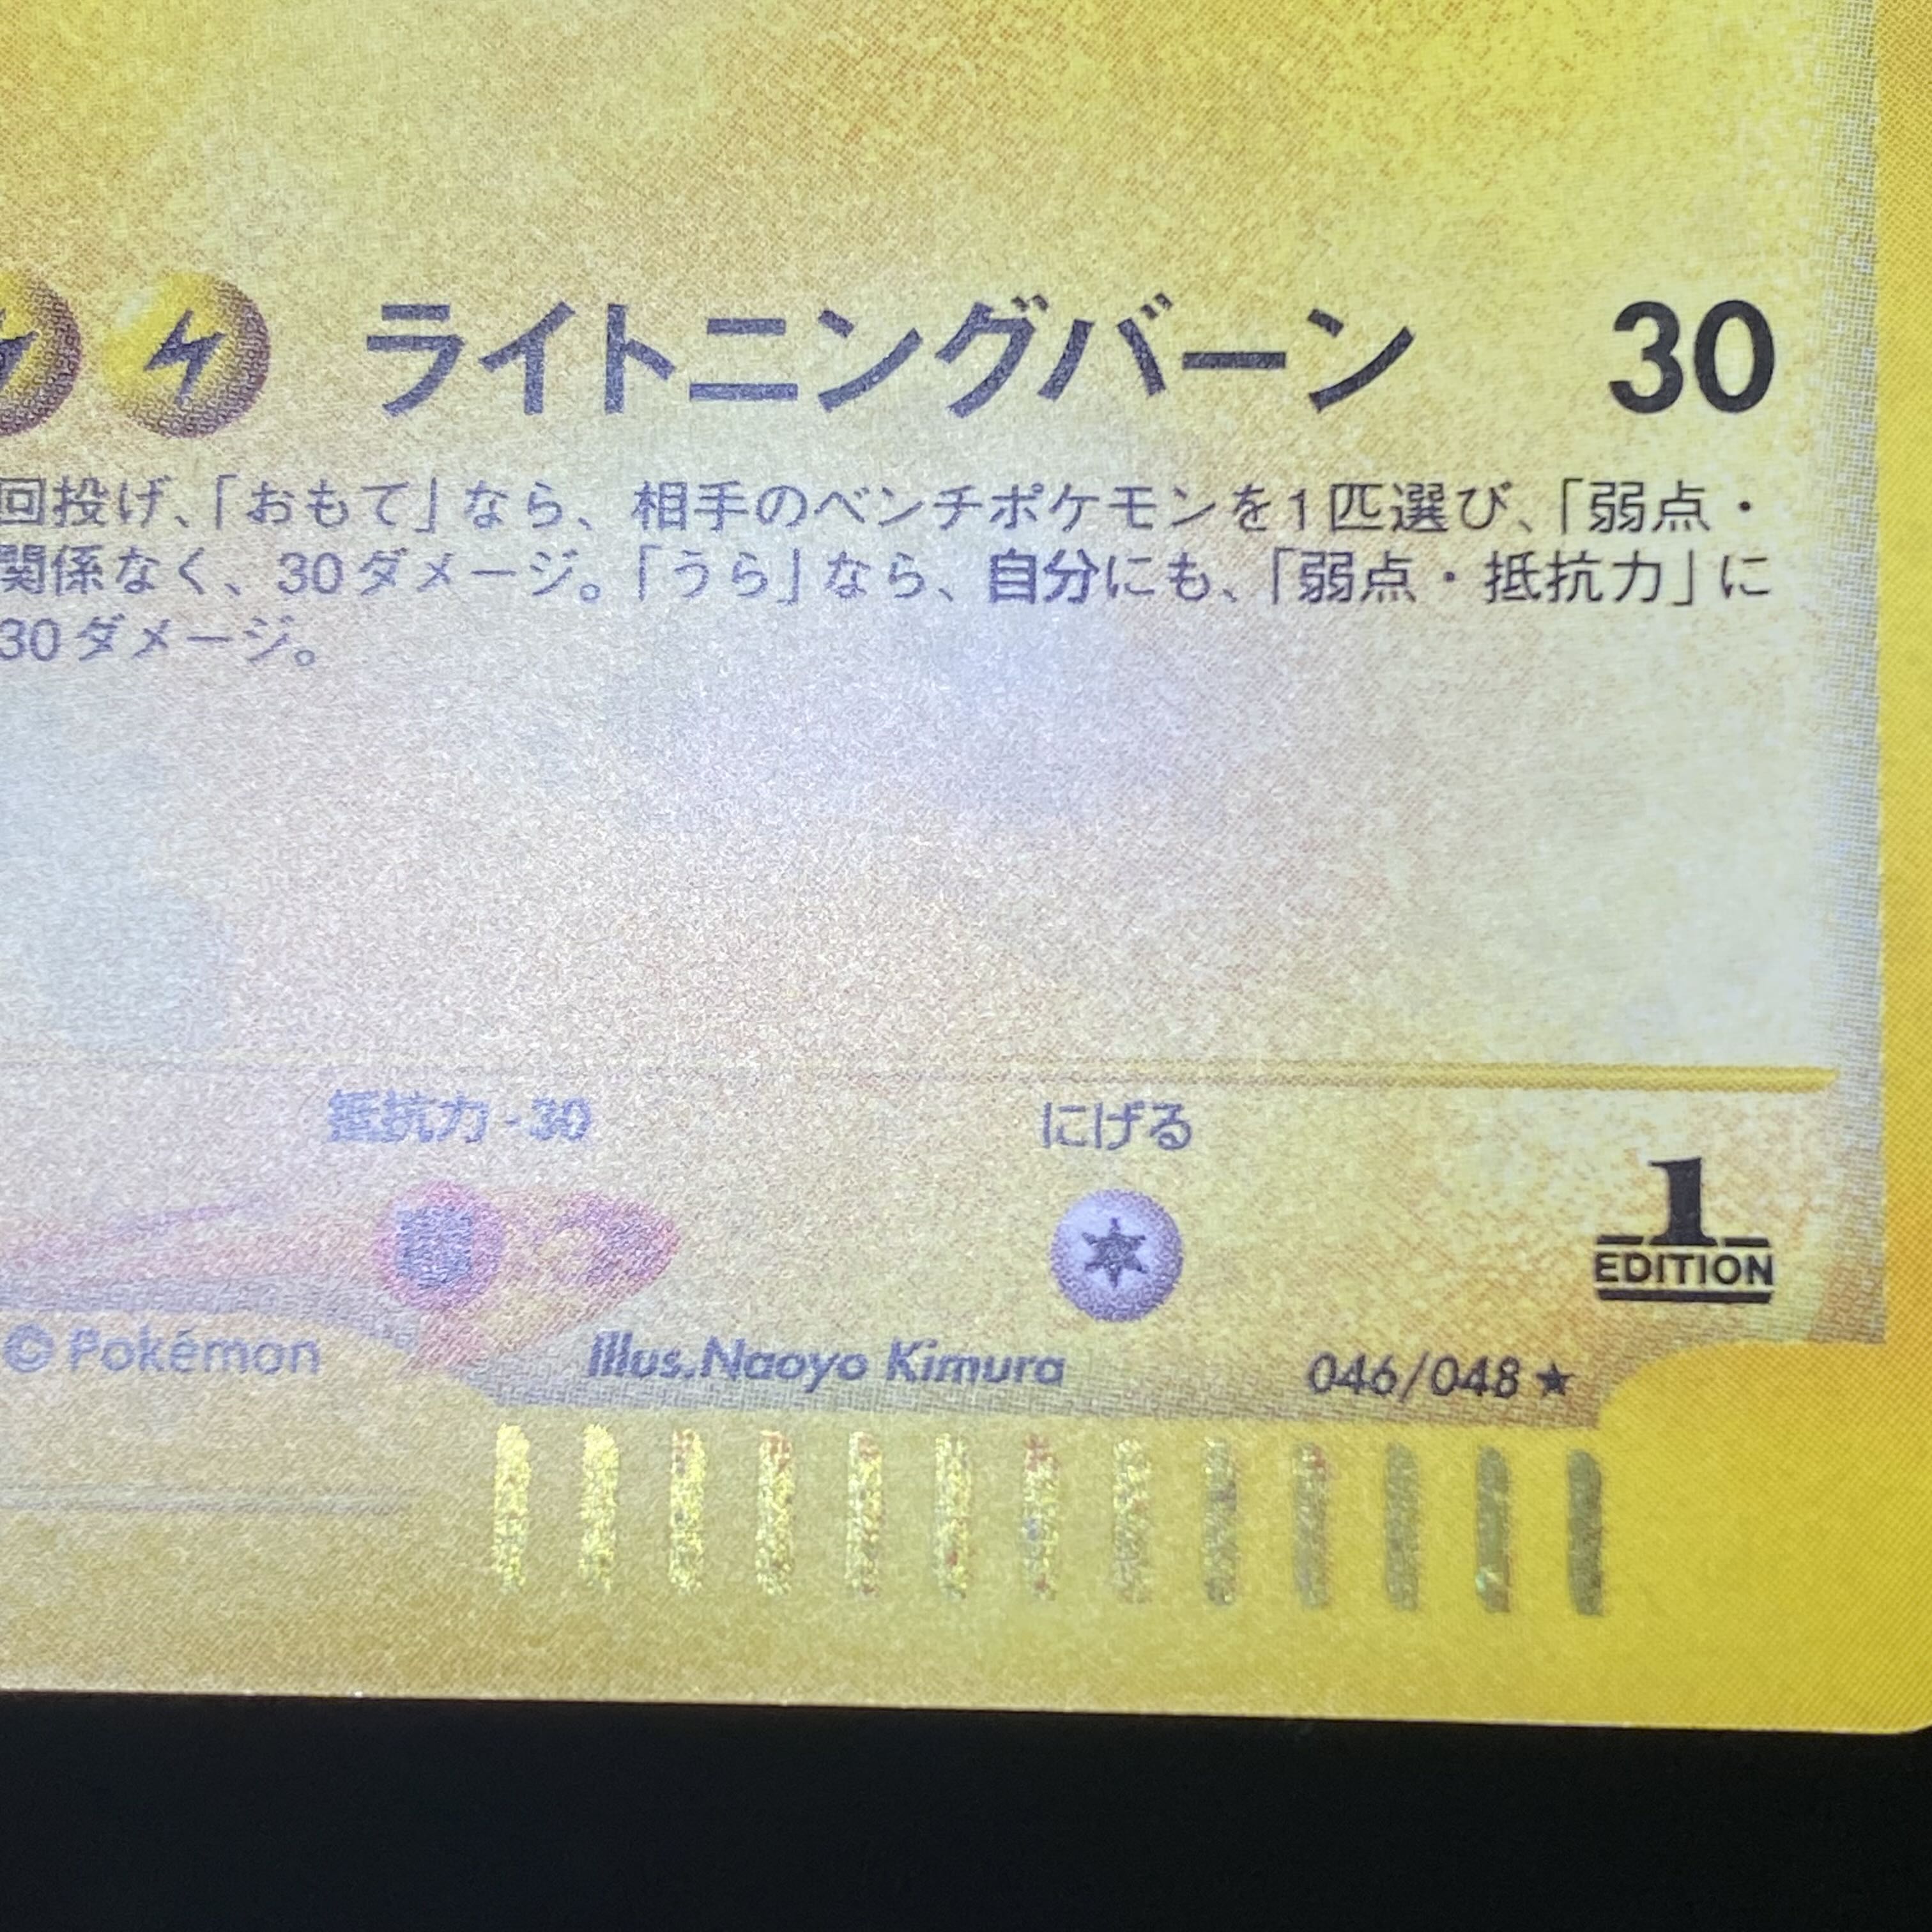 ライトニングバーン 30
回投げ、「おもて」なら、相手のベンチポケモンを1匹選び、「弱点・
関係なく、30ダメージ。「うら」なら、自分にも、「弱点・抵抗力」に
30ダメージ。
抵抗力 -30 にげる
1
EDITION
© Pokémon Illus.Naoyo Kimura 046/048 ★